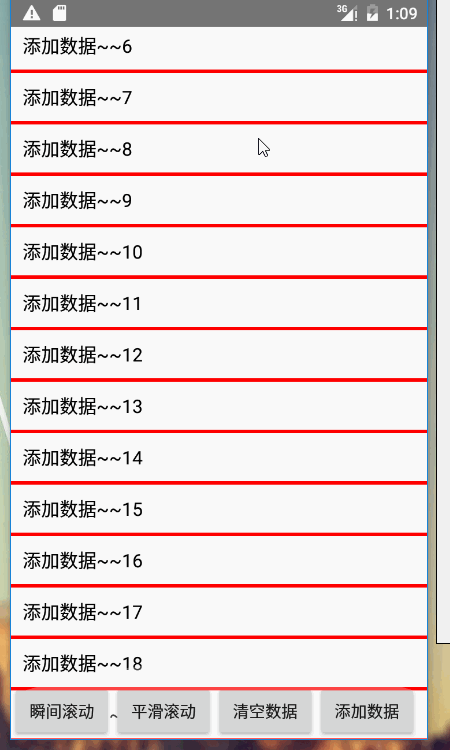 3G 1:09
添加数据~~6
添加数据~~7
添加数据~~8
添加数据~~9
添加数据~~10
添加数据~~11
添加数据~~12
添加数据~~13
添加数据~~14
添加数据~~15
添加数据~~16
添加数据~~17
添加数据~~18
瞬间滚动 ~ 平滑滚动 清空数据 添加数据